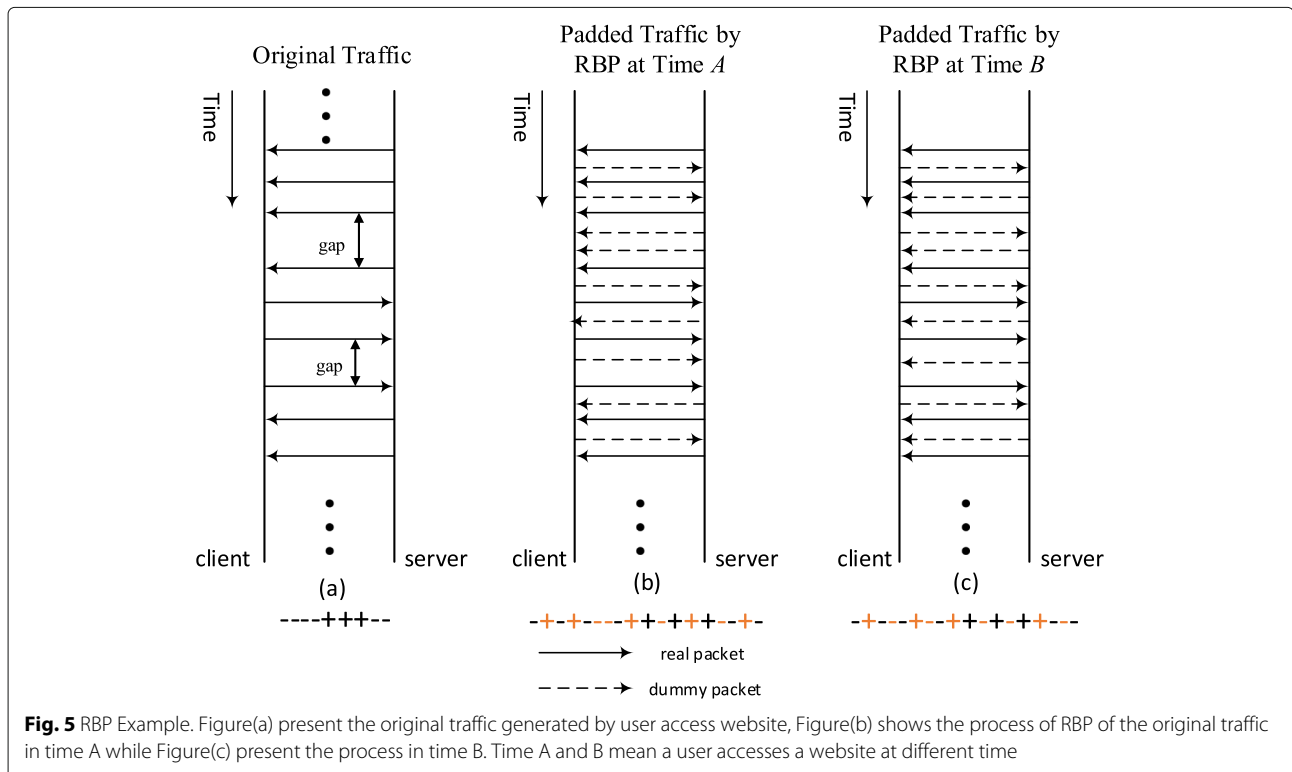 Original Traffic
Padded Traffic by
RBP at Time A
Padded Traffic by
RBP at Time B
Time
Time
Time
gap
gap
client
server
client
server
client
server
(a)
(b)
(c)
----+++--
-+-+----++-+++--+-
-+---+--++-+-++---
real packet
dummy packet
Fig. 5 RBP Example. Figure(a) present the original traffic generated by user access website, Figure(b) shows the process of RBP of the original traffic
in time A while Figure(c) present the process in time B. Time A and B mean a user accesses a website at different time